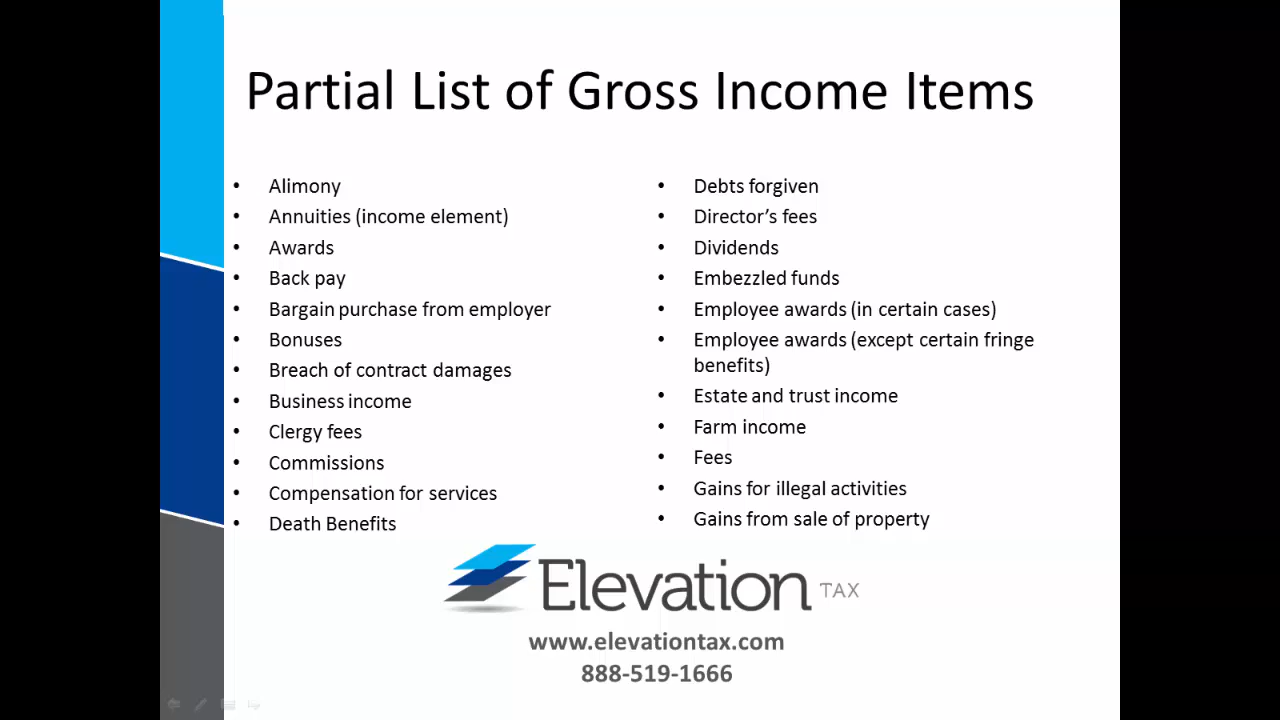 Partial List of Gross Income Items
• Alimony
• Annuities (income element)
• Awards
• Back pay
• Bargain purchase from employer
• Bonuses
• Breach of contract damages
• Business income
• Clergy fees
• Commissions
• Compensation for services
• Death Benefits
• Debts forgiven
• Director’s fees
• Dividends
• Embezzled funds
• Employee awards (in certain cases)
• Employee awards (except certain fringe
benefits)
• Estate and trust income
• Farm income
• Fees
• Gains for illegal activities
• Gains from sale of property
Elevation TAX
www.elevationtax.com
888-519-1666